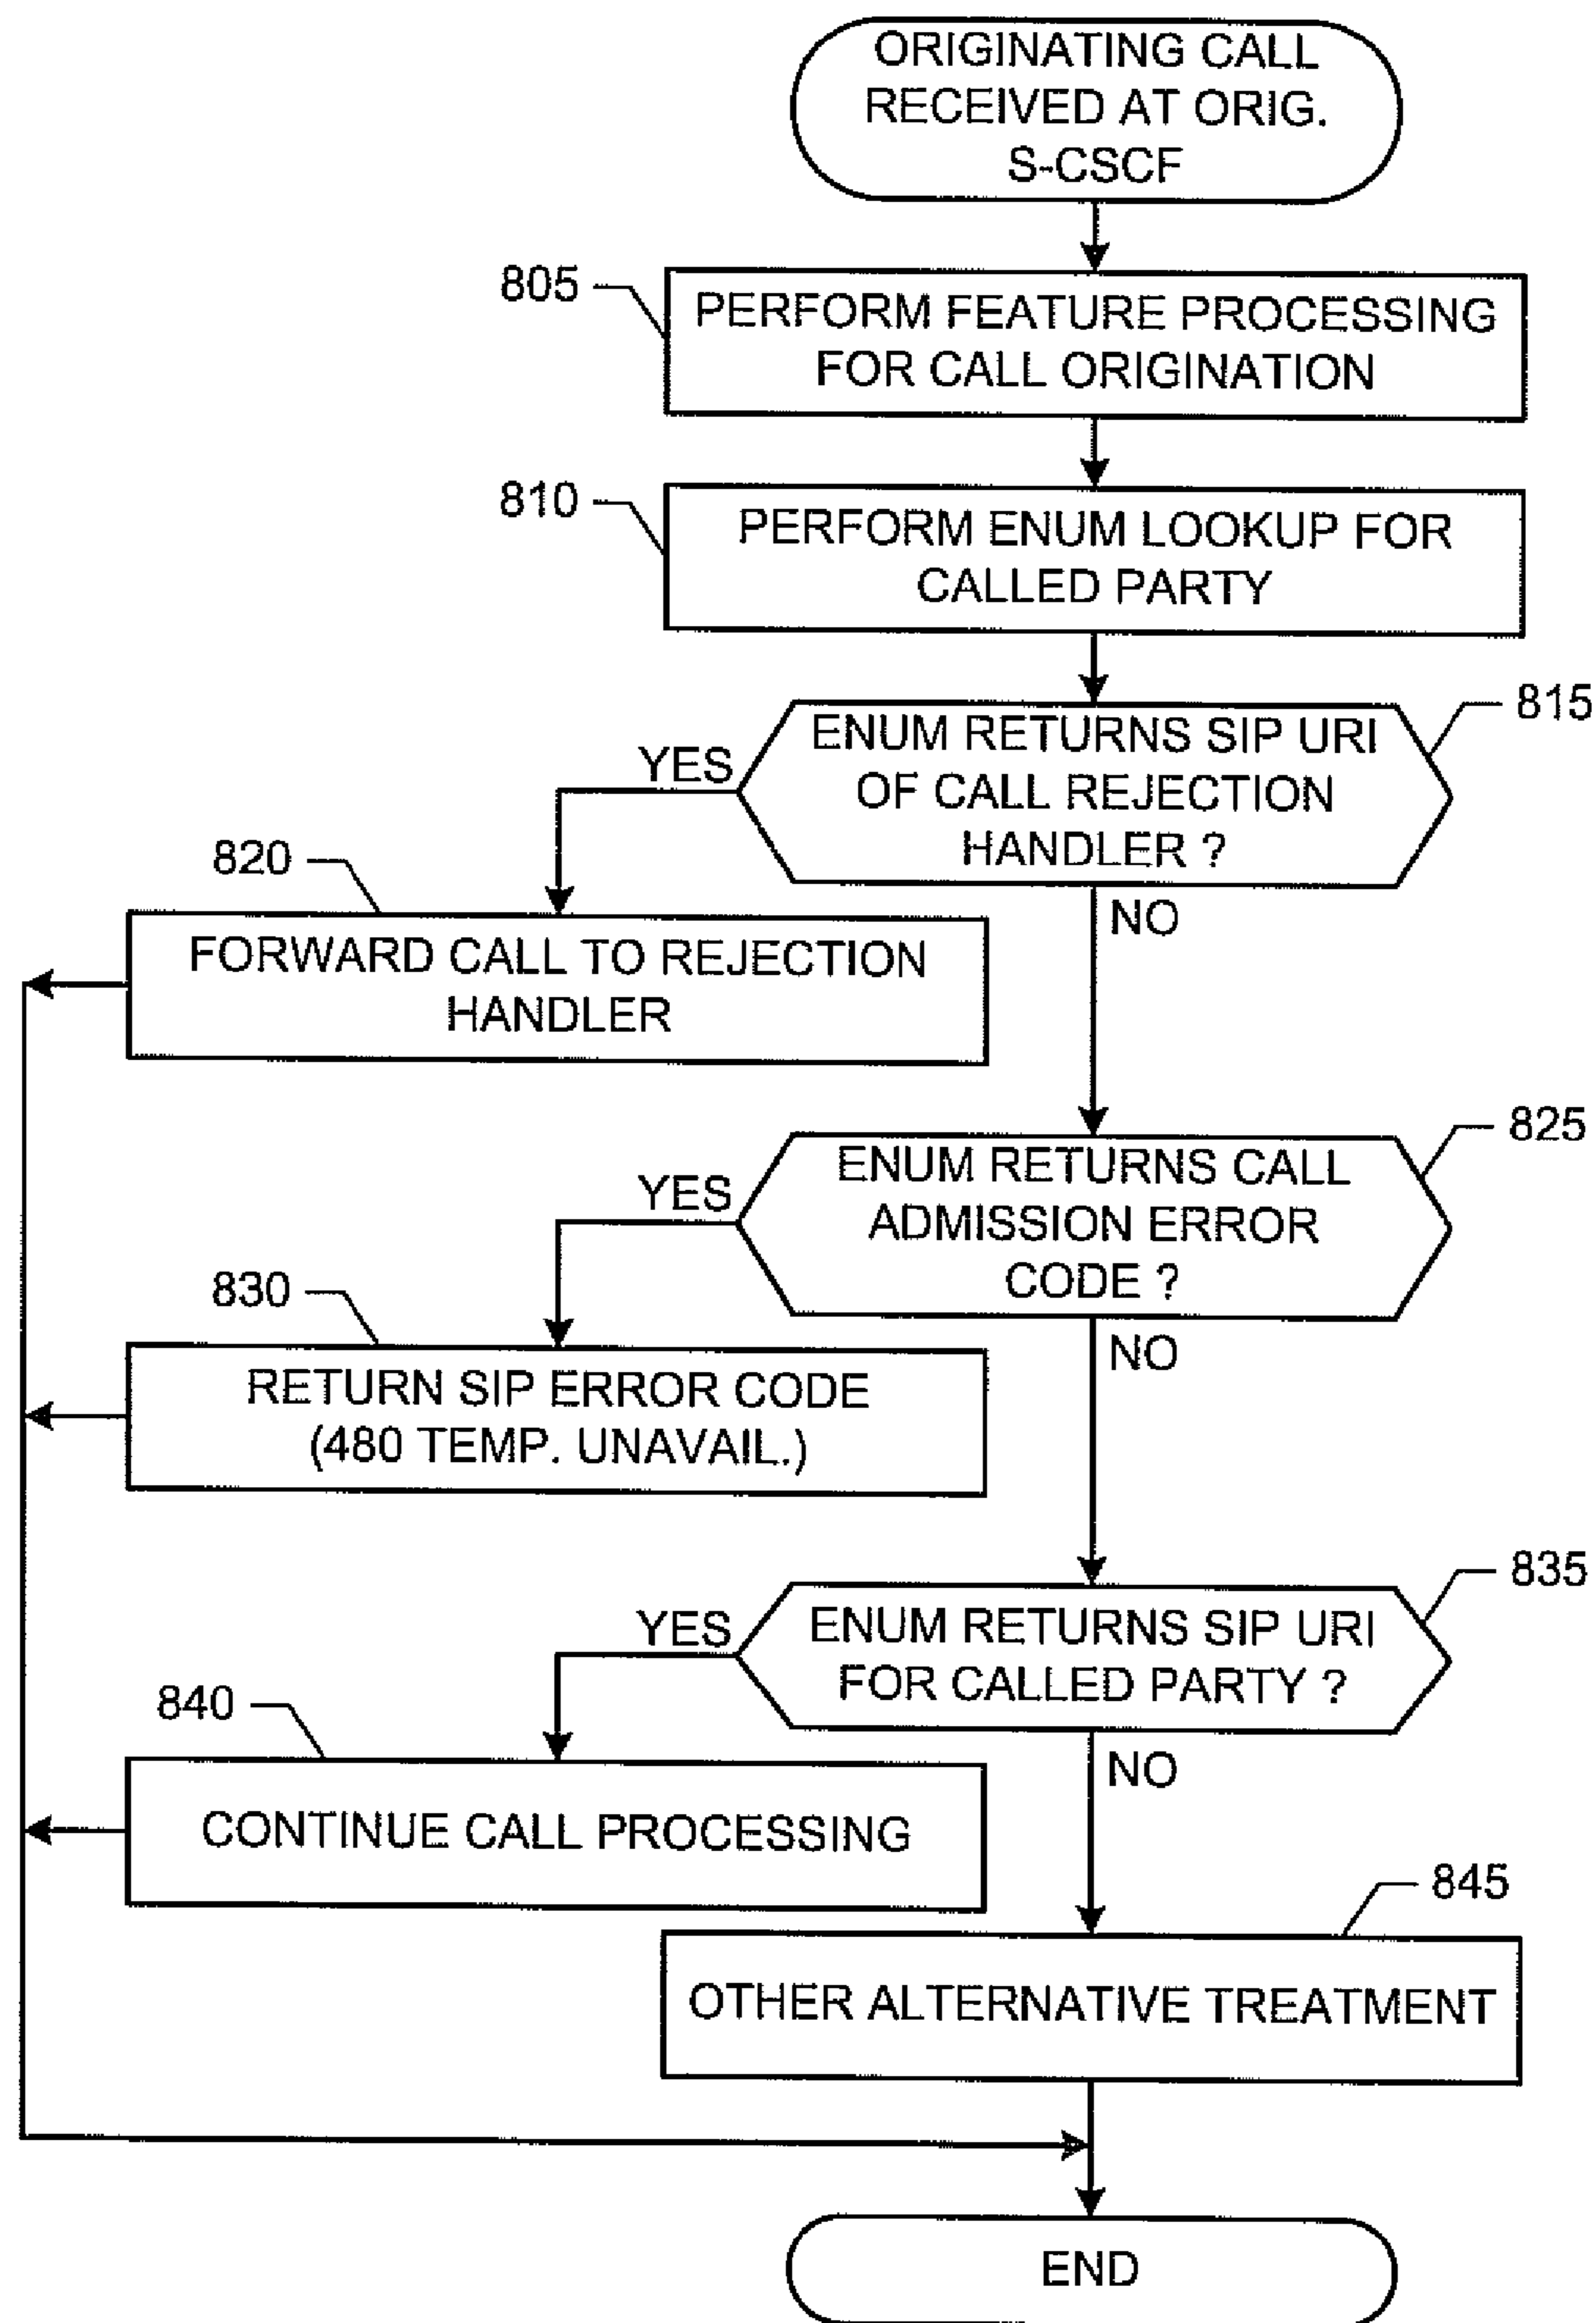 ORIGINATING CALL
RECEIVED AT ORIG.
S-CSCF
805
PERFORM FEATURE PROCESSING
FOR CALL ORIGINATION
810
PERFORM ENUM LOOKUP FOR
CALLED PARTY
815
ENUM RETURNS SIP URI
OF CALL REJECTION
HANDLER ?
YES
NO
820
FORWARD CALL TO REJECTION
HANDLER
825
ENUM RETURNS CALL
ADMISSION ERROR
CODE ?
YES
NO
830
RETURN SIP ERROR CODE
(480 TEMP. UNAVAIL.)
835
ENUM RETURNS SIP URI
FOR CALLED PARTY ?
YES
NO
840
CONTINUE CALL PROCESSING
845
OTHER ALTERNATIVE TREATMENT
END